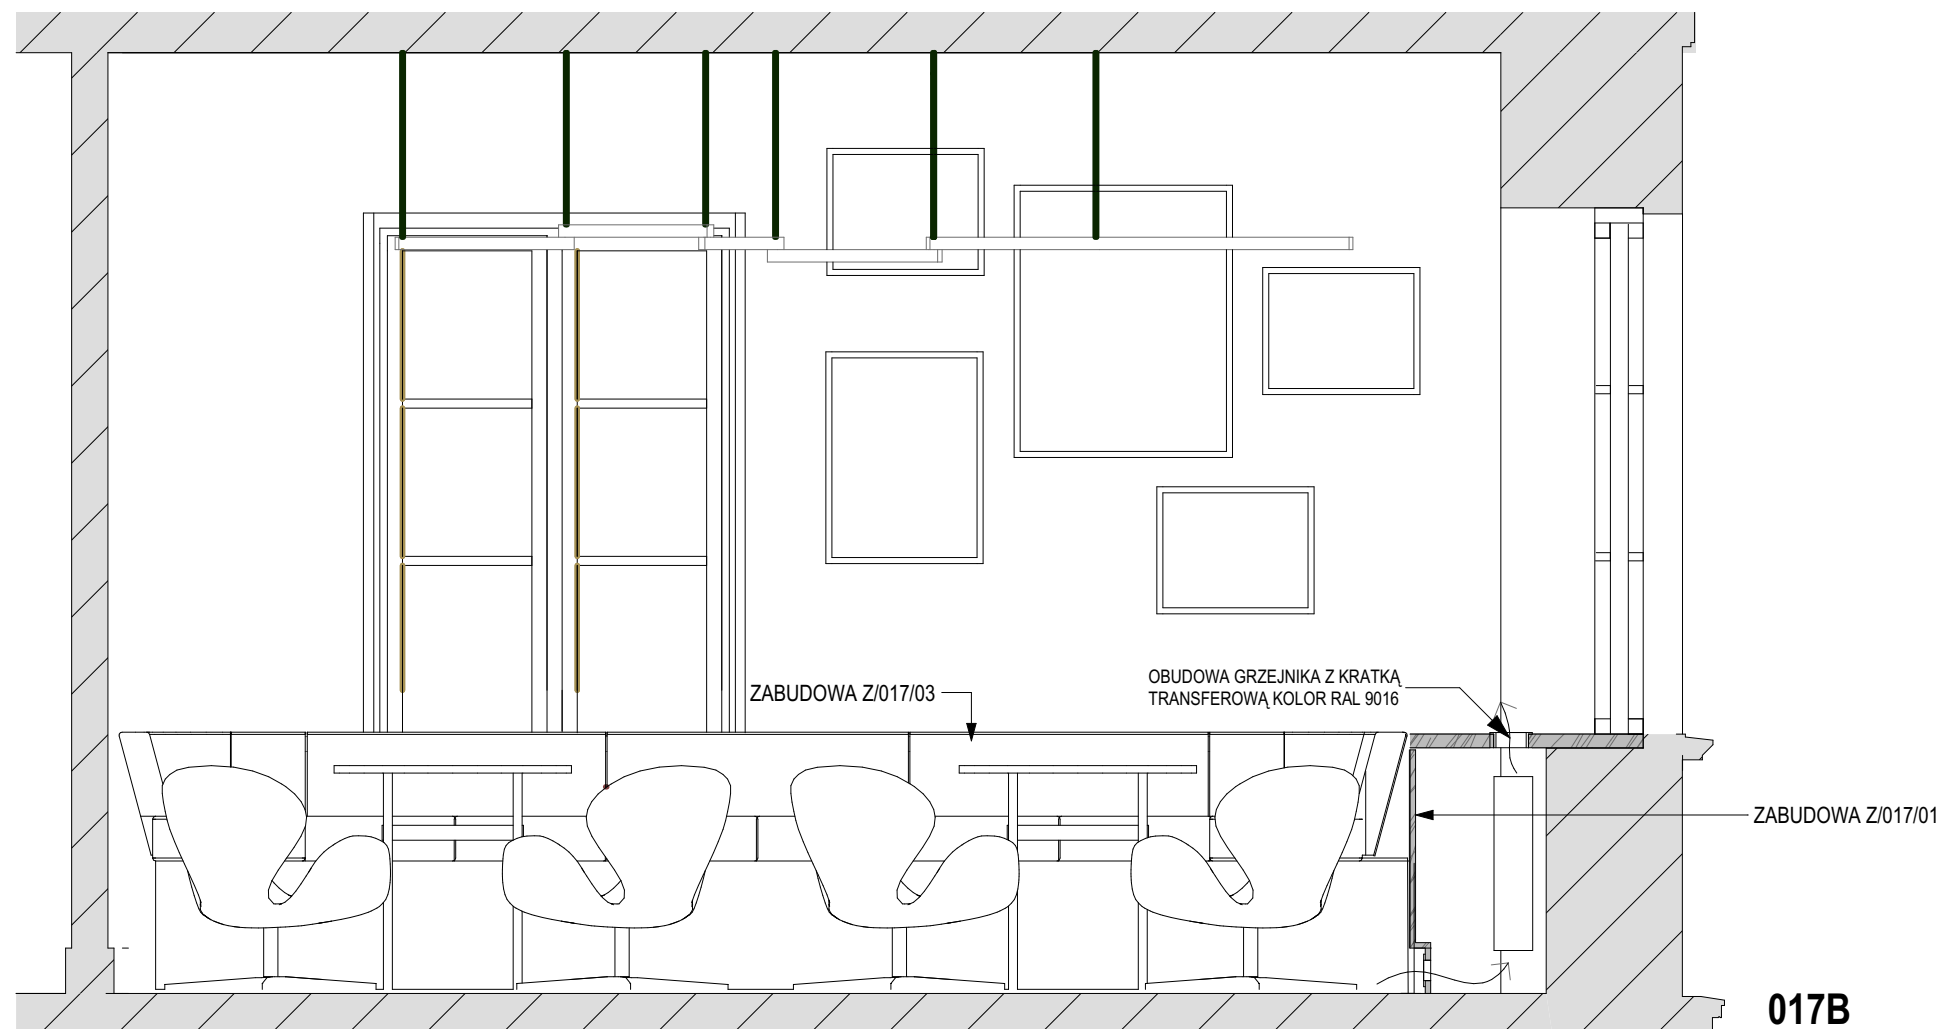 ZABUDOWA Z/017/03
OBUDOWA GRZEJNIKA Z KRATKĄ
TRANSFEROWĄ KOLOR RAL 9016
ZABUDOWA Z/017/01
017B